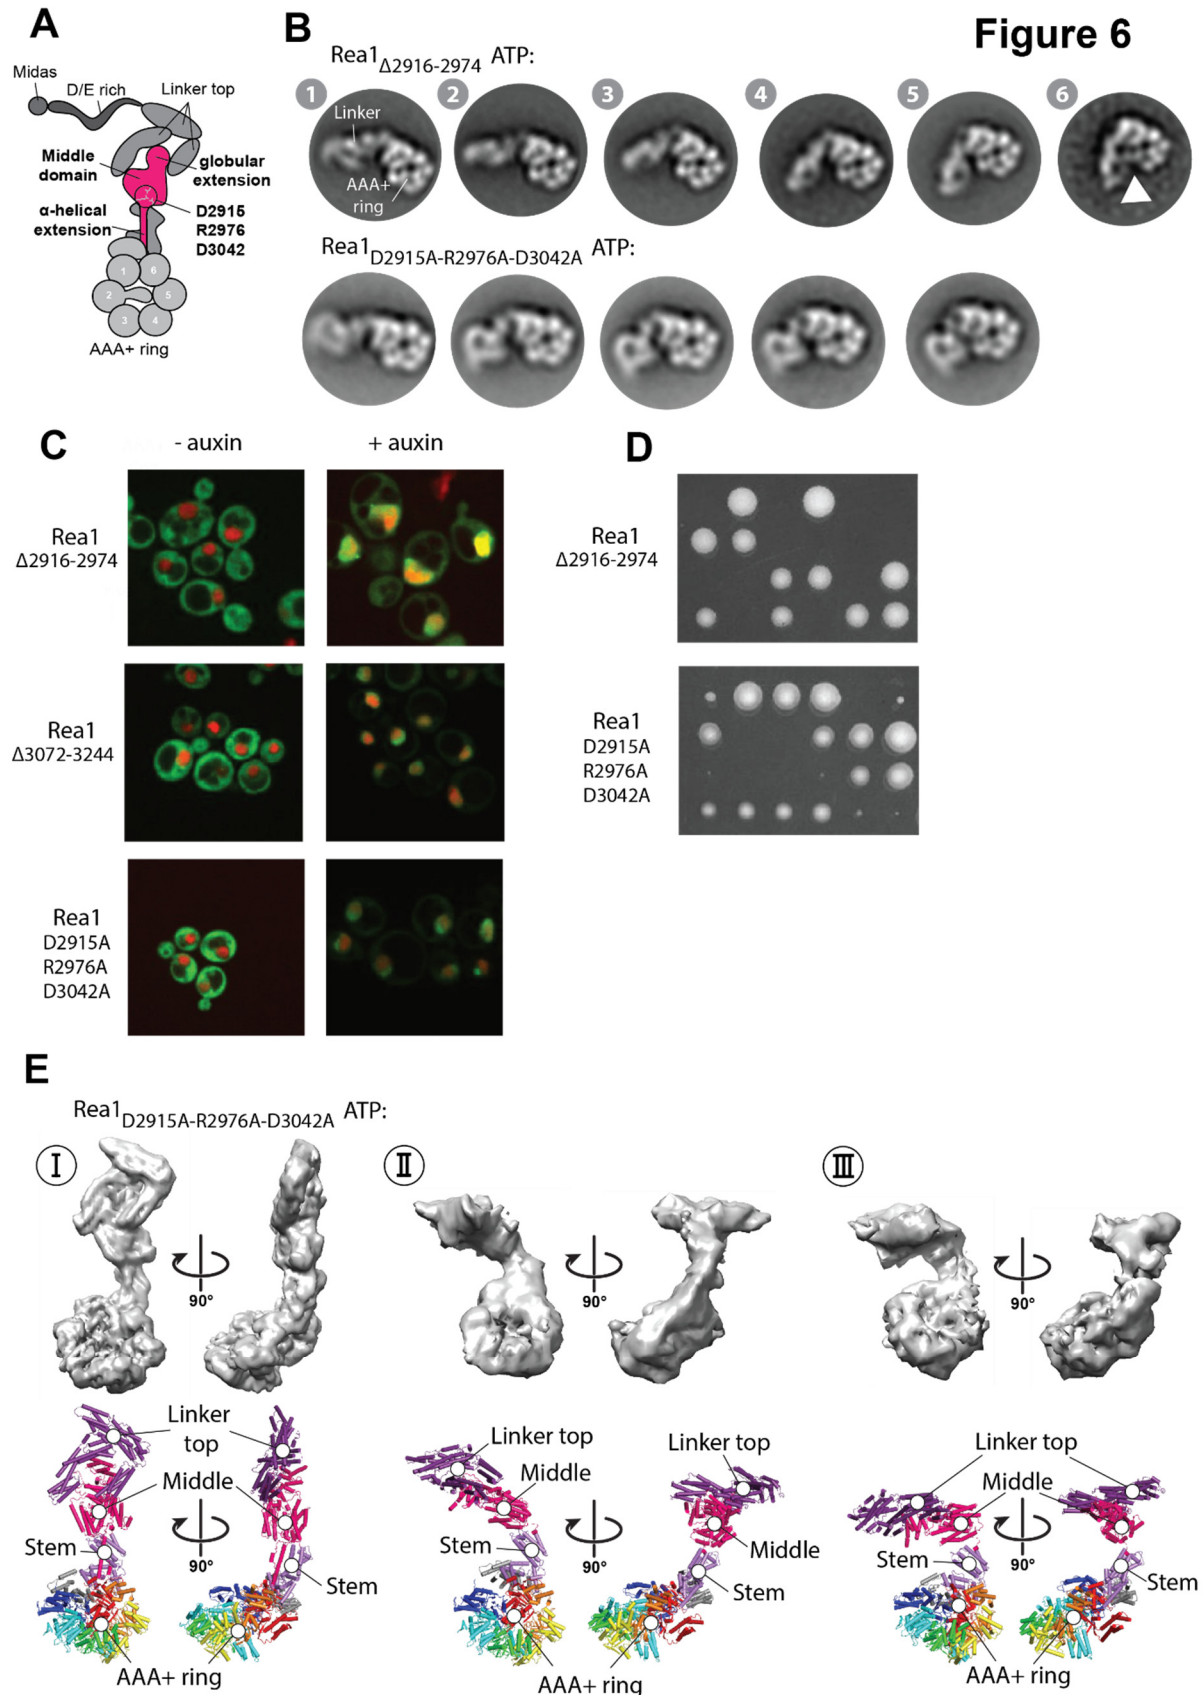 Figure 6
A
Midas
D/E rich
Linker top
Middle
domain
globular
extension
α-helical
extension
D2915
R2976
D3042
1
6
2
5
3
4
AAA+ ring
B
Rea1Δ2916-2974 ATP:
1
2
3
4
5
6
Linker
AAA+
ring
Rea1D2915A-R2976A-D3042A ATP:
C
- auxin
+ auxin
Rea1
Δ2916-2974
Rea1
Δ3072-3244
Rea1
D2915A
R2976A
D3042A
D
Rea1
Δ2916-2974
Rea1
D2915A
R2976A
D3042A
E
Rea1D2915A-R2976A-D3042A ATP:
I
90°
II
90°
III
90°
Linker
top
Middle
Stem
90°
Stem
AAA+ ring
Linker top
Middle
Stem
90°
Linker top
Middle
Stem
AAA+ ring
Linker top
Middle
Stem
90°
Stem
AAA+ ring